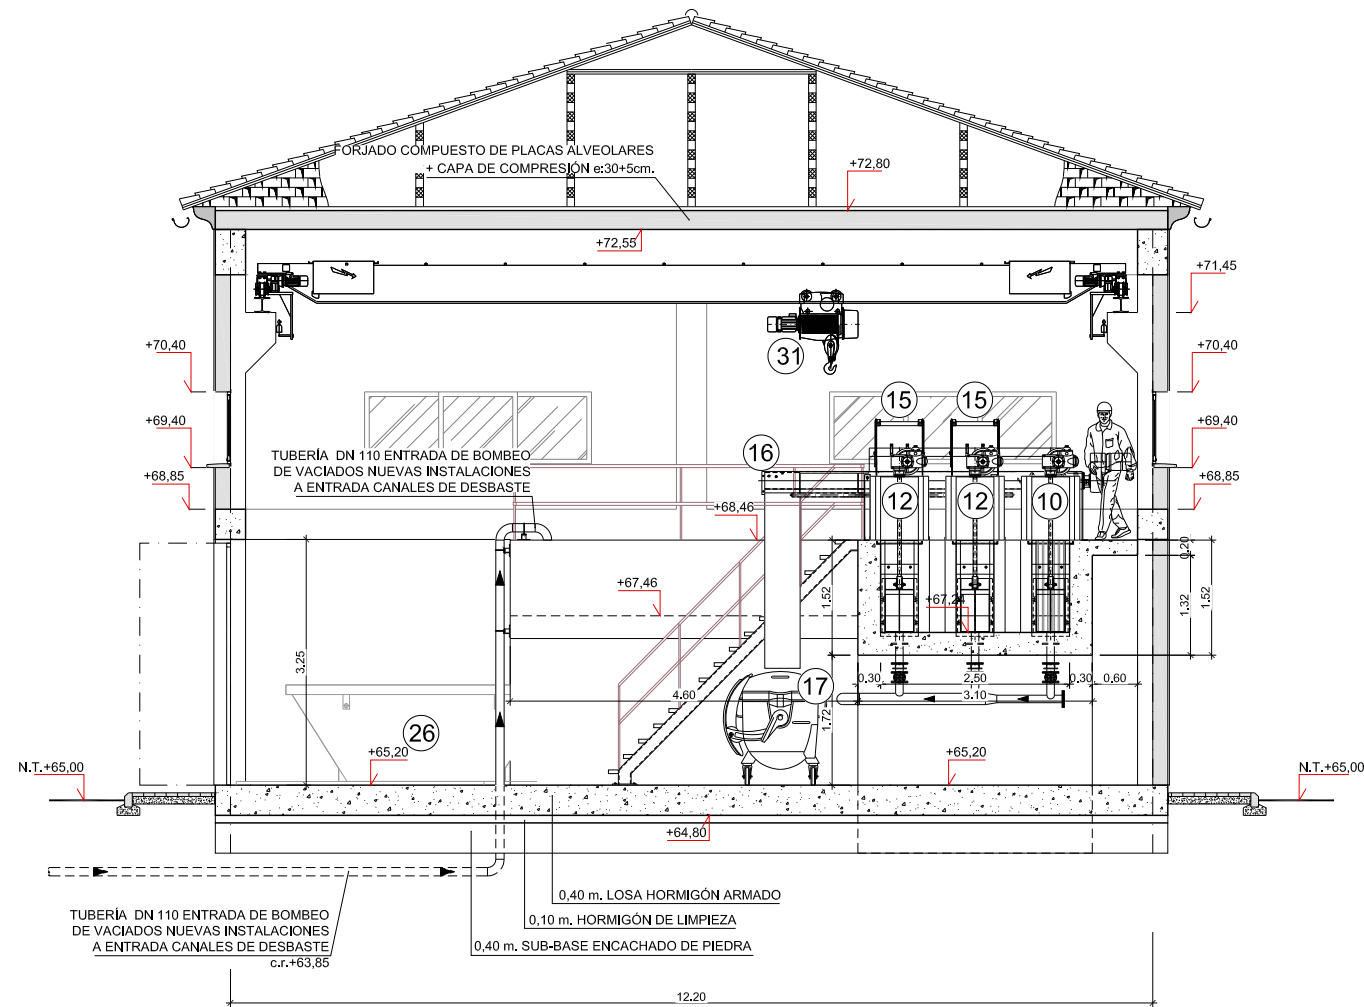 FORJADO COMPUESTO DE PLACAS ALVEOLARES
+ CAPA DE COMPRESIÓN e:30+5cm.
+72,80
+72,55
+71,45
+70,40
+70,40
31
15
15
+69,40
+69,40
TUBERÍA DN 110 ENTRADA DE BOMBEO
DE VACIADOS NUEVAS INSTALACIONES
A ENTRADA CANALES DE DESBASTE
16
+68,85
+68,85
12
12
10
+68,46
0.20
+67,46
1.52
+67,24
1.32
1.52
3.25
0.30
2.50
0.30
0.60
4.60
17
3.10
1.72
26
+65,20
+65,20
N.T.+65,00
N.T.+65,00
+64,80
0,40 m. LOSA HORMIGÓN ARMADO
0,10 m. HORMIGÓN DE LIMPIEZA
0,40 m. SUB-BASE ENCACHADO DE PIEDRA
TUBERÍA DN 110 ENTRADA DE BOMBEO
DE VACIADOS NUEVAS INSTALACIONES
A ENTRADA CANALES DE DESBASTE
c.r.+63,85
12.20